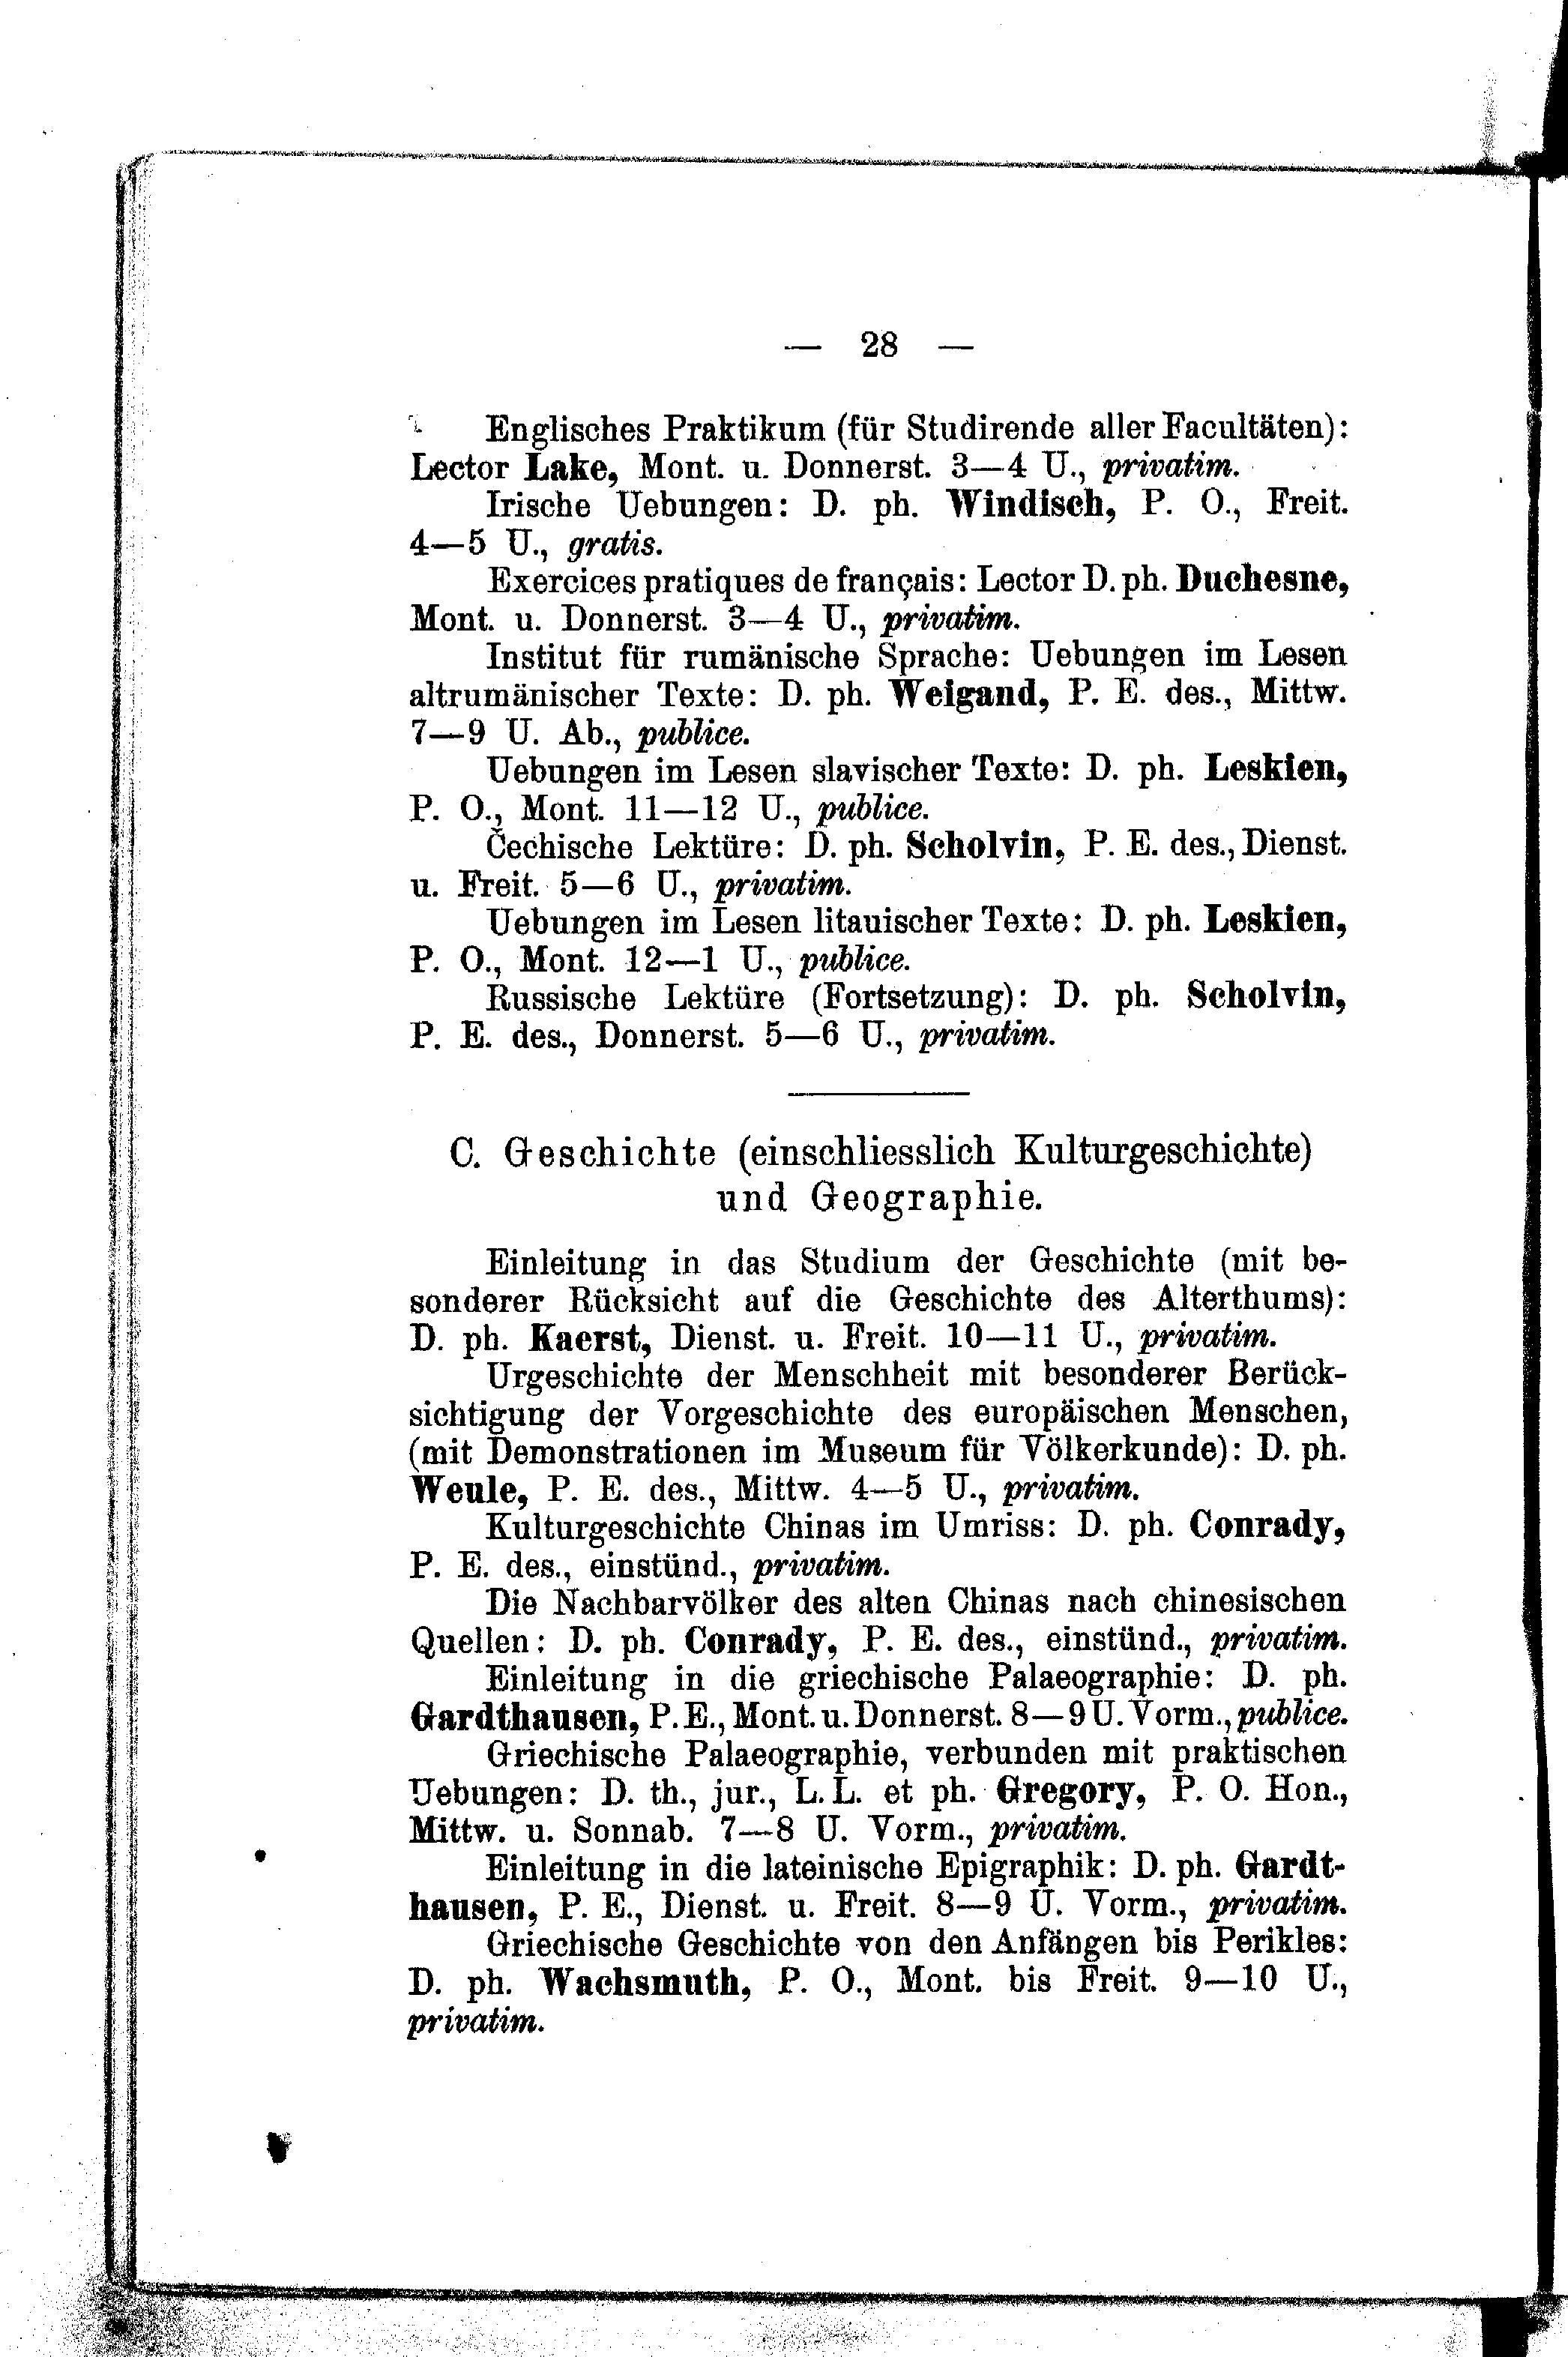 — 28 —
Englisches Praktikum (für Studirende aller Facultäten):
Lector Lake, Mont. u. Donnerst. 3—4 U., privatim.
Irische Uebungen: D. ph. Windisch, P. O., Freit.
4—5 U., gratis.
Exercices pratiques de français: Lector D. ph. Duchesne,
Mont. u. Donnerst. 3—4 U., privatim.
Institut für rumänische Sprache: Uebungen im Lesen
altrumänischer Texte: D. ph. Weigand, P. E. des., Mittw.
7—9 U. Ab., publice.
Uebungen im Lesen slavischer Texte: D. ph. Leskien,
P. O., Mont. 11—12 U., publice.
Čechische Lektüre: D. ph. Scholvin, P. E. des., Dienst.
u. Freit. 5—6 U., privatim.
Uebungen im Lesen litauischer Texte: D. ph. Leskien,
P. O., Mont. 12—1 U., publice.
Russische Lektüre (Fortsetzung): D. ph. Scholvin,
P. E. des., Donnerst. 5—6 U., privatim.
C. Geschichte (einschliesslich Kulturgeschichte)
und Geographie.
Einleitung in das Studium der Geschichte (mit be-
sonderer Rücksicht auf die Geschichte des Alterthums):
D. ph. Kaerst, Dienst. u. Freit. 10—11 U., privatim.
Urgeschichte der Menschheit mit besonderer Berück-
sichtigung der Vorgeschichte des europäischen Menschen,
(mit Demonstrationen im Museum für Völkerkunde): D. ph.
Weule, P. E. des., Mittw. 4—5 U., privatim.
Kulturgeschichte Chinas im Umriss: D. ph. Conrady,
P. E. des., einstünd., privatim.
Die Nachbarvölker des alten Chinas nach chinesischen
Quellen: D. ph. Conrady, P. E. des., einstünd., privatim.
Einleitung in die griechische Palaeographie: D. ph.
Gardthausen, P. E., Mont. u. Donnerst. 8—9 U. Vorm., publice.
Griechische Palaeographie, verbunden mit praktischen
Uebungen: D. th., jur., L. L. et ph. Gregory, P. O. Hon.,
Mittw. u. Sonnab. 7—8 U. Vorm., privatim.
Einleitung in die lateinische Epigraphik: D. ph. Gardt-
hausen, P. E., Dienst. u. Freit. 8—9 U. Vorm., privatim.
Griechische Geschichte von den Anfängen bis Perikles:
D. ph. Wachsmuth, P. O., Mont. bis Freit. 9—10 U.,
privatim.